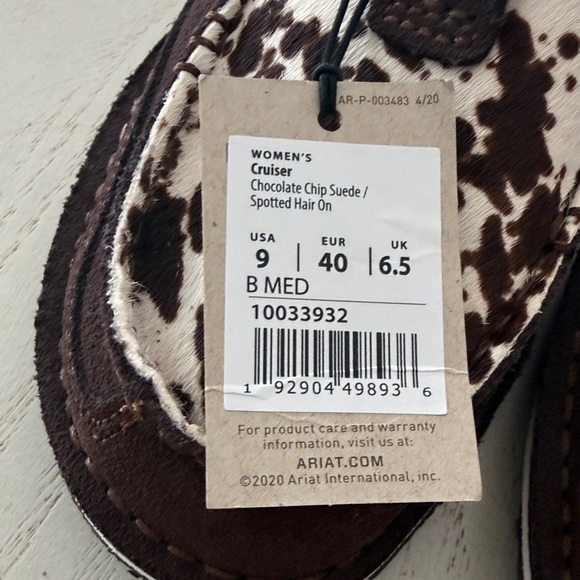 AR-P-003483 4/20
WOMEN'S
Cruiser
Chocolate Chip Suede /
Spotted Hair On
USA EUR UK
9 | 40 | 6.5
B MED
10033932
1 92904 49893 6
For product care and warranty
information, visit us at:
ARIAT.COM
©2020 Ariat International, inc.